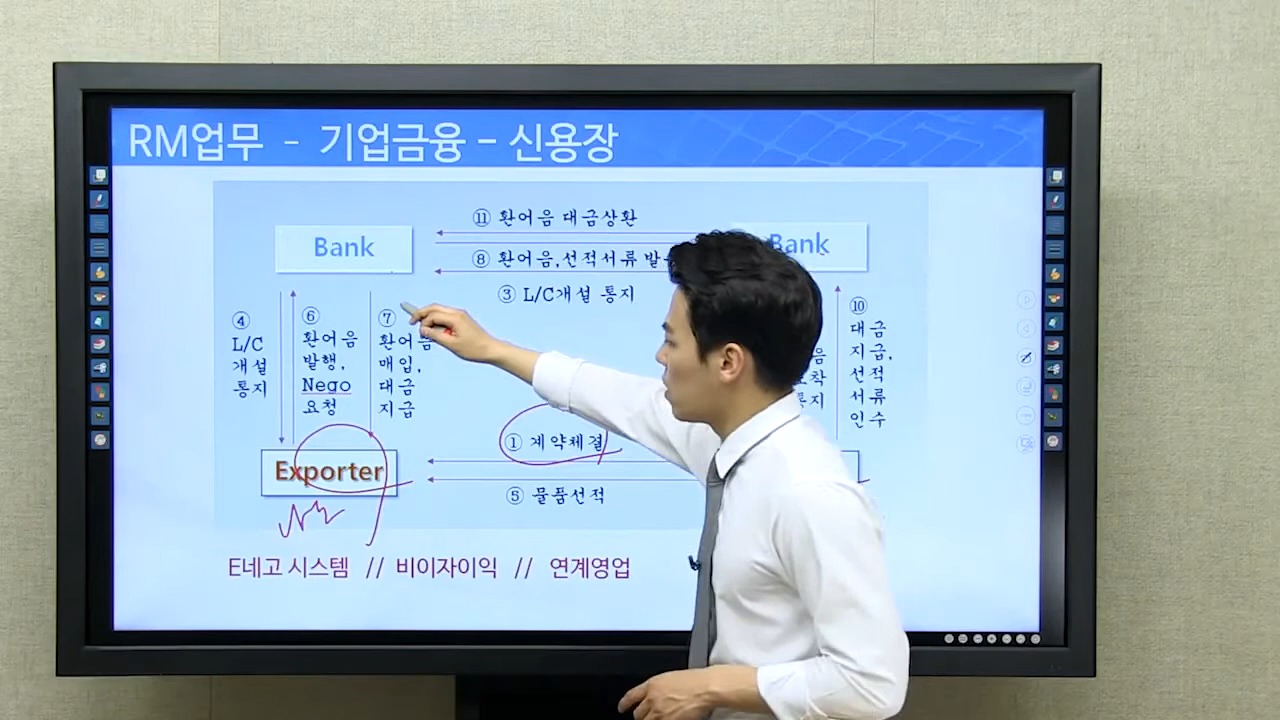 RM업무 - 기업금융 - 신용장
⑪ 환어음 대금상환
Bank
Bank
⑧ 환어음,선적서류
③ L/C개설 통지
④
L/C
개설
통지
⑥
환어음
발행,
Nego
요청
⑦
환어음
매입,
대금
지급
⑩
대금
지급,
선적
서류
인수
① 계약체결
Exporter
⑤ 물품선적
E네고 시스템 // 비이자이익 // 연계영업